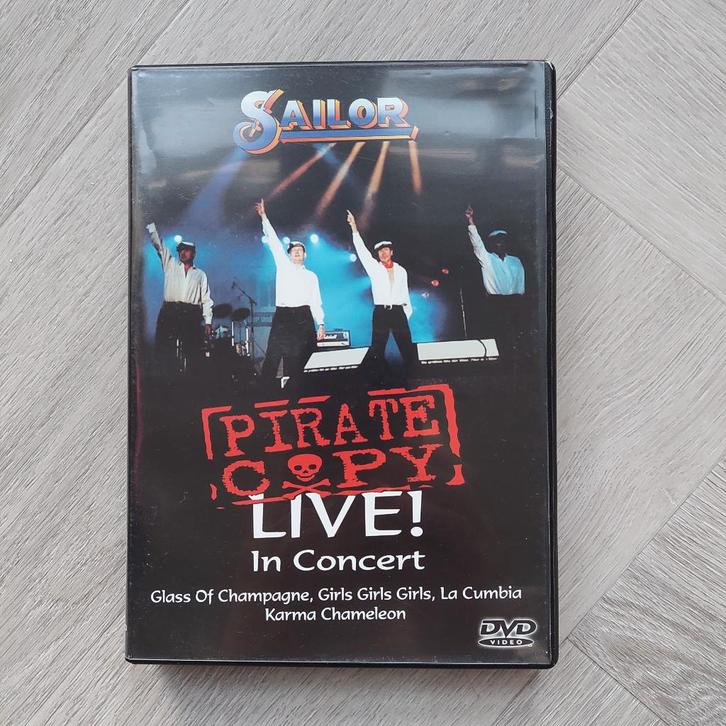 SAILOR
PIRATE
COPY
LIVE!
In Concert
Glass Of Champagne, Girls Girls Girls, La Cumbia
Karma Chameleon
DVD
VIDEO